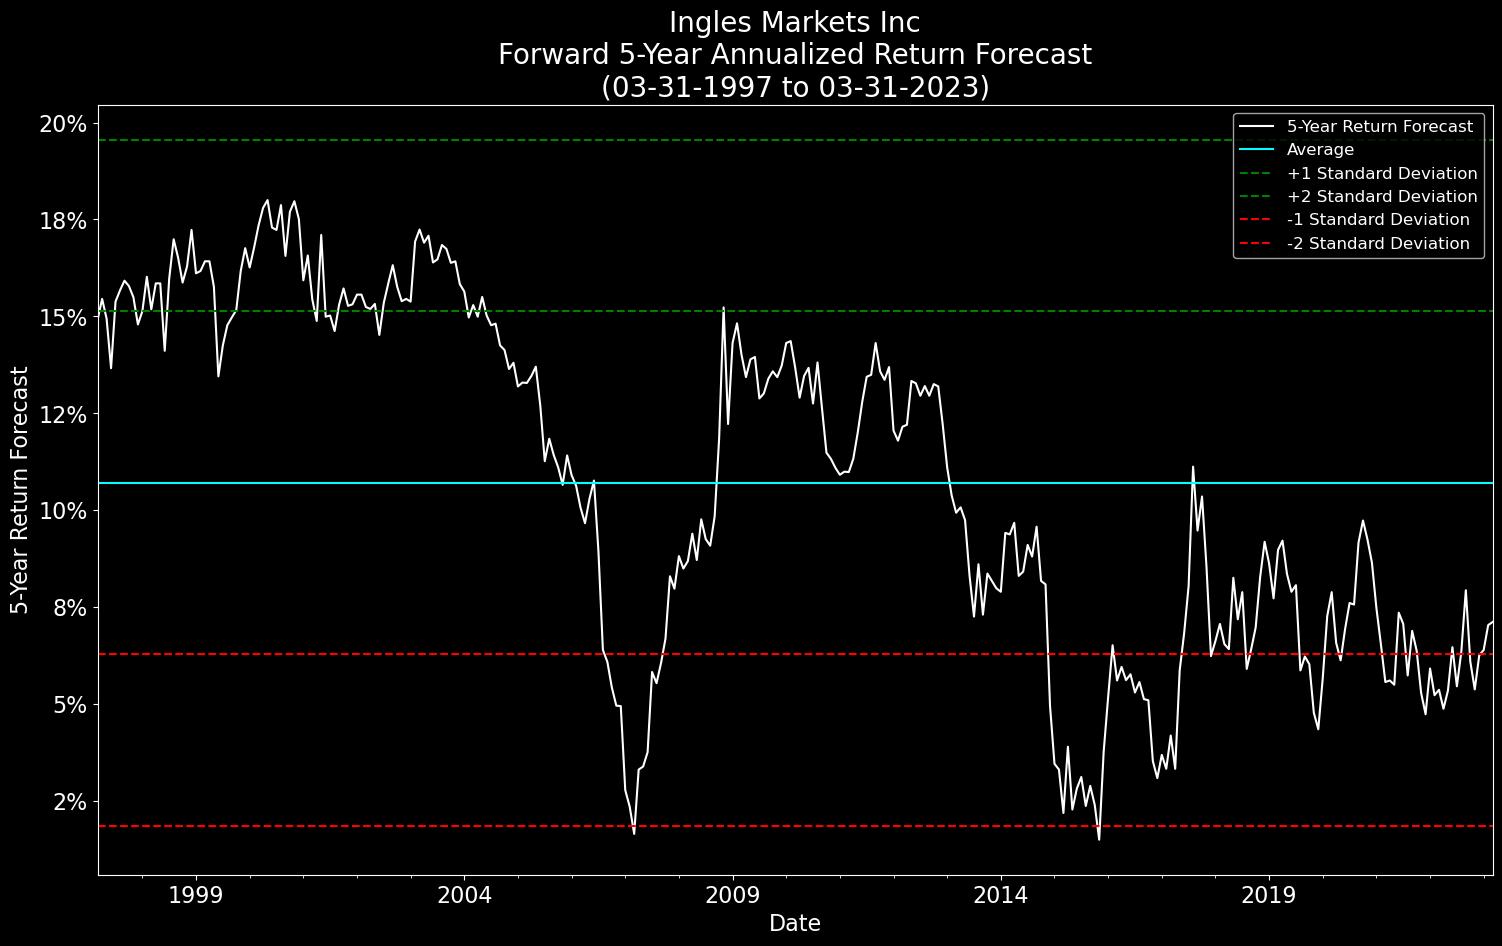 Ingles Markets Inc
Forward 5-Year Annualized Return Forecast
(03-31-1997 to 03-31-2023)
5-Year Return Forecast
Average
+1 Standard Deviation
+2 Standard Deviation
-1 Standard Deviation
-2 Standard Deviation
20%
18%
15%
12%
10%
8%
5%
2%
5-Year Return Forecast
1999 2004 2009 2014 2019
Date